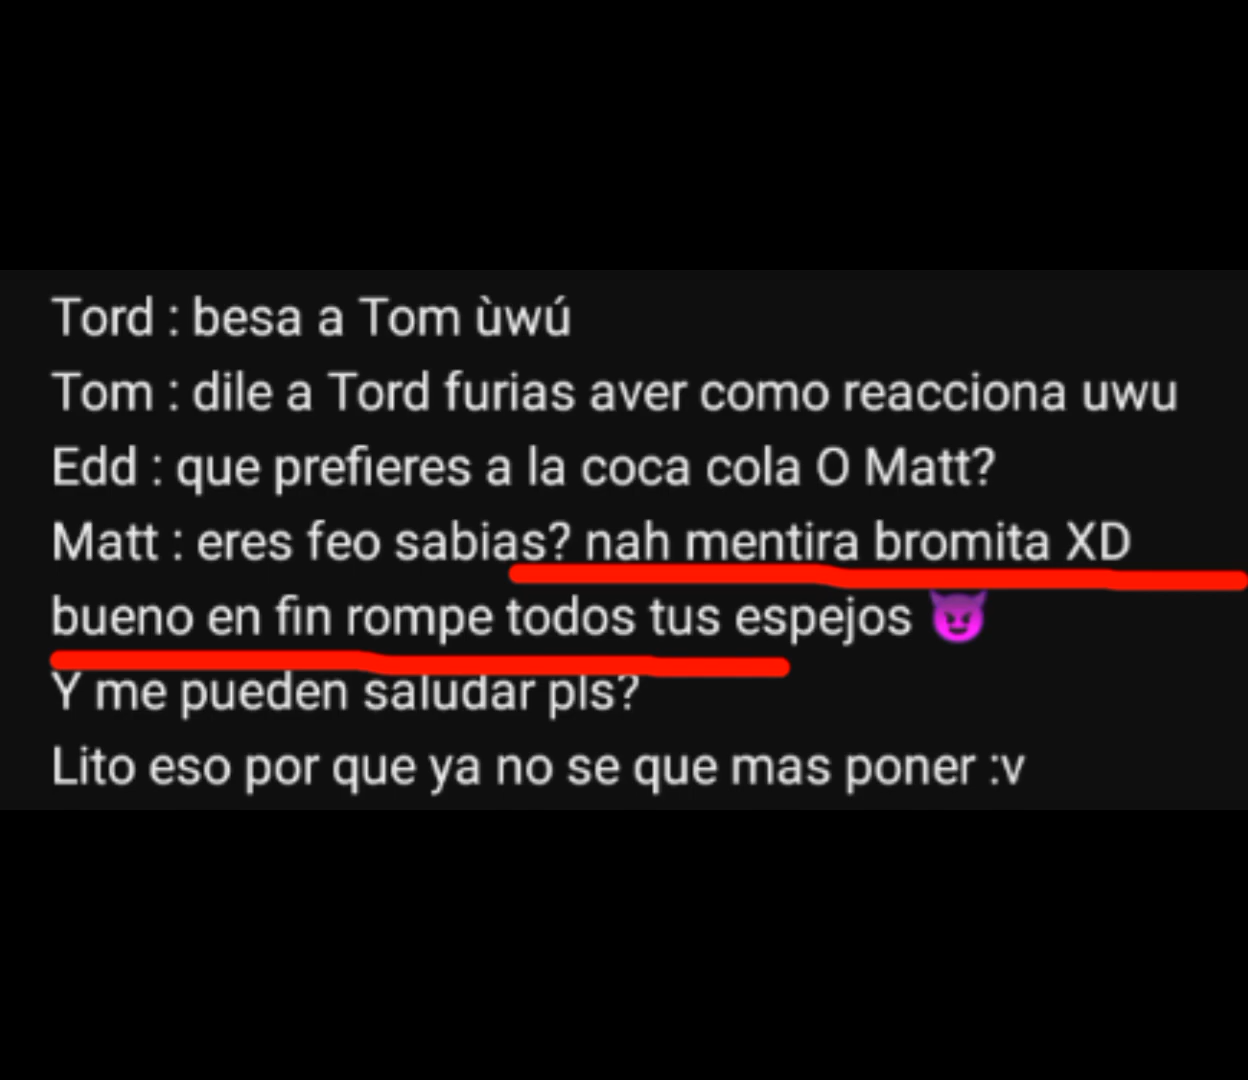 Tord : besa a Tom ùwú
Tom : dile a Tord furias aver como reacciona uwu
Edd : que prefieres a la coca cola O Matt?
Matt : eres feo sabias? nah mentira bromita XD
bueno en fin rompe todos tus espejos 😈
Y me pueden saludar pls?
Lito eso por que ya no se que mas poner :v